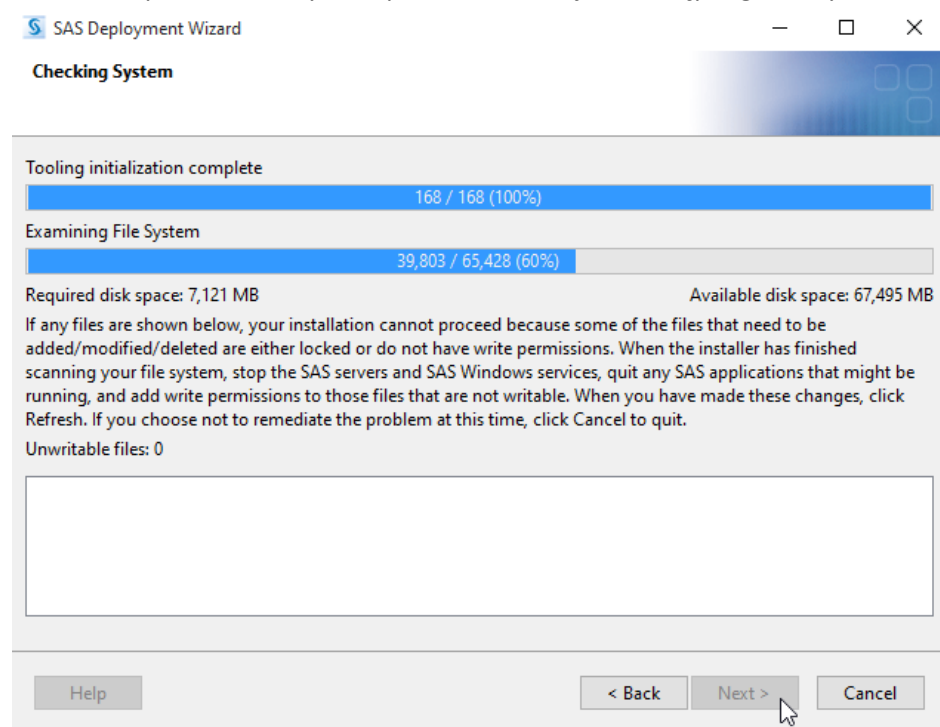 SAS Deployment Wizard
Checking System
Tooling initialization complete
168 / 168 (100%)
Examining File System
39,803 / 65,428 (60%)
Required disk space: 7,121 MB
Available disk space: 67,495 MB
If any files are shown below, your installation cannot proceed because some of the files that need to be
added/modified/deleted are either locked or do not have write permissions. When the installer has finished
scanning your file system, stop the SAS servers and SAS Windows services, quit any SAS applications that might be
running, and add write permissions to those files that are not writable. When you have made these changes, click
Refresh. If you choose not to remediate the problem at this time, click Cancel to quit.
Unwritable files: 0
Help
< Back
Next >
Cancel